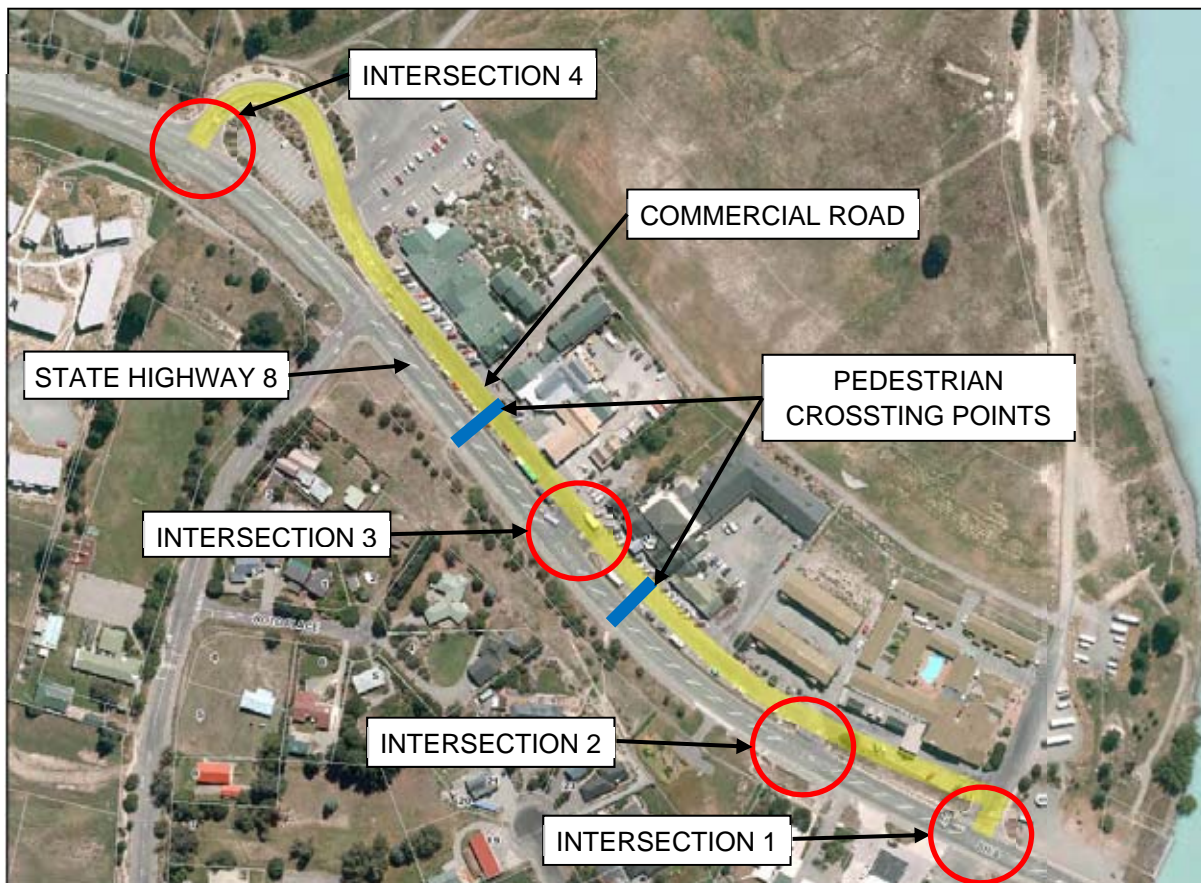 INTERSECTION 4
COMMERCIAL ROAD
STATE HIGHWAY 8
PEDESTRIAN
CROSSTING POINTS
INTERSECTION 3
INTERSECTION 2
INTERSECTION 1